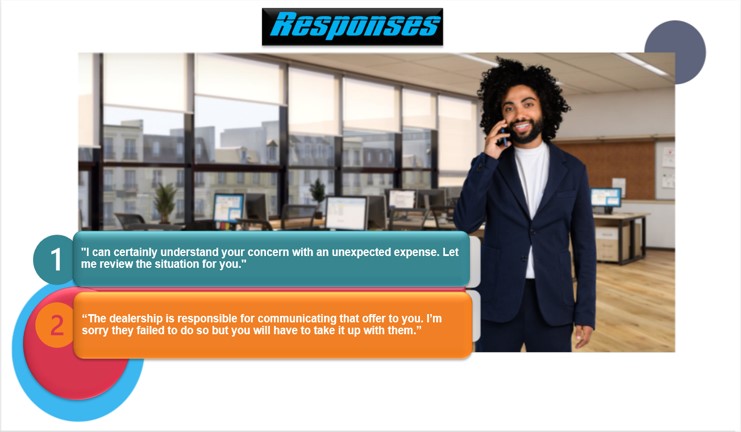 Responses
1
"I can certainly understand your concern with an unexpected expense. Let
me review the situation for you."
2
“The dealership is responsible for communicating that offer to you. I’m
sorry they failed to do so but you will have to take it up with them.”